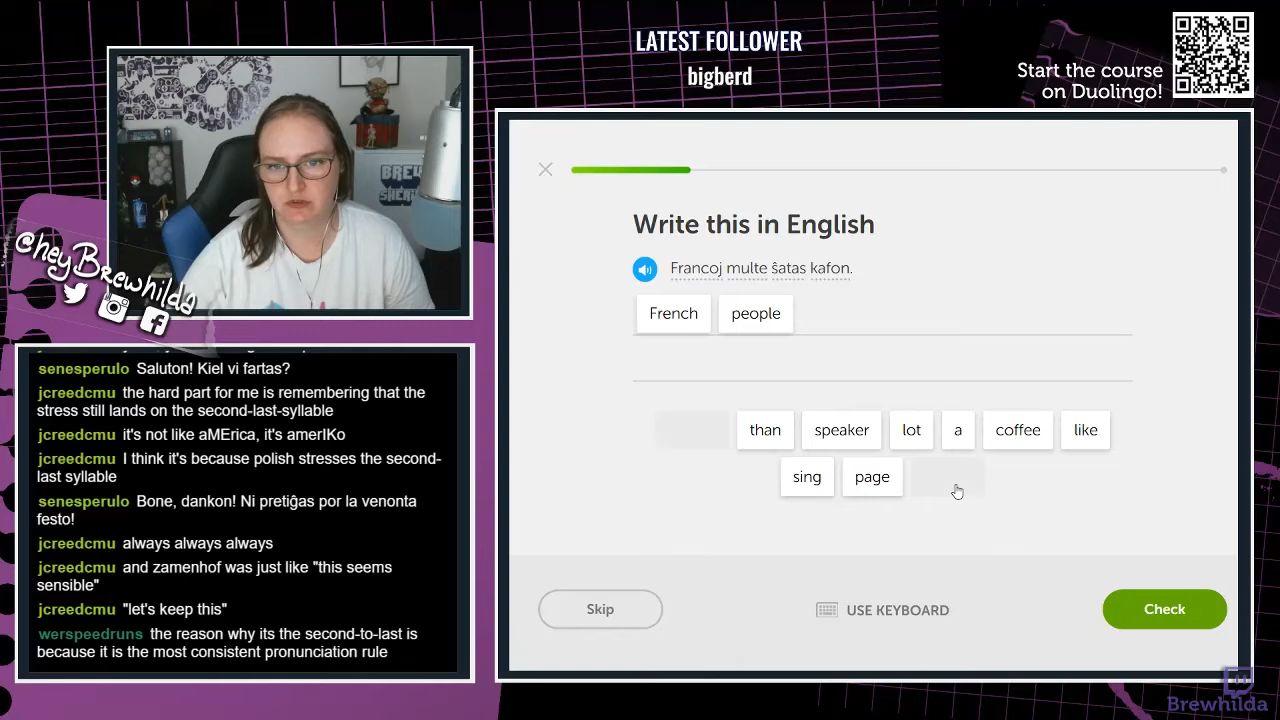 LATEST FOLLOWER
bigberd
Start the course
on Duolingo!
BREW
@heyBrewhilda
Write this in English
Francoj multe ŝatas kafon.
French people
than speaker lot a coffee like
sing page
Skip
USE KEYBOARD
Check
senesperulo Saluton! Kiel vi fartas?
jcreedcmu the hard part for me is remembering that the
stress still lands on the second-last-syllable
jcreedcmu it's not like aMErica, it's amerIKo
jcreedcmu I think it's because polish stresses the second-
last syllable
senesperulo Bone, dankon! Ni pretiĝas por la venonta
festo!
jcreedcmu always always always
jcreedcmu and zamenhof was just like "this seems
sensible"
jcreedcmu "let's keep this"
werspeedruns the reason why its the second-to-last is
because it is the most consistent pronunciation rule
Brewhilda